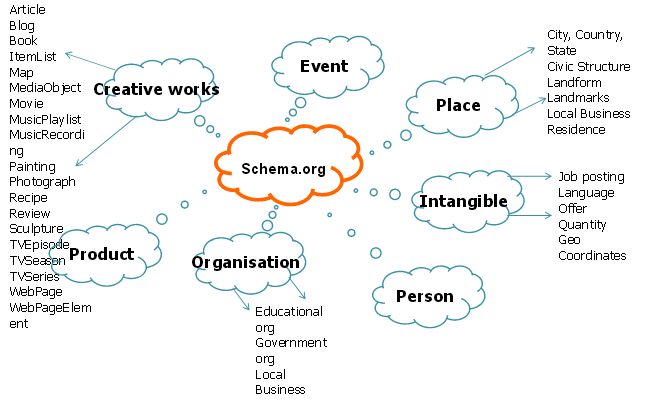 Article
Blog
Book
ItemList
Map
MediaObject
Movie
MusicPlaylist
MusicRecordi
ng
Painting
Photograph
Recipe
Review
Sculpture
TVEpisode
TVSeason
TVSeries
WebPage
WebPageElem
ent
Creative works
Event
Place
City, Country,
State
Civic Structure
Landform
Landmarks
Local Business
Residence
Schema.org
Intangible
Job posting
Language
Offer
Quantity
Geo
Coordinates
Product
Organisation
Person
Educational
org
Government
org
Local
Business